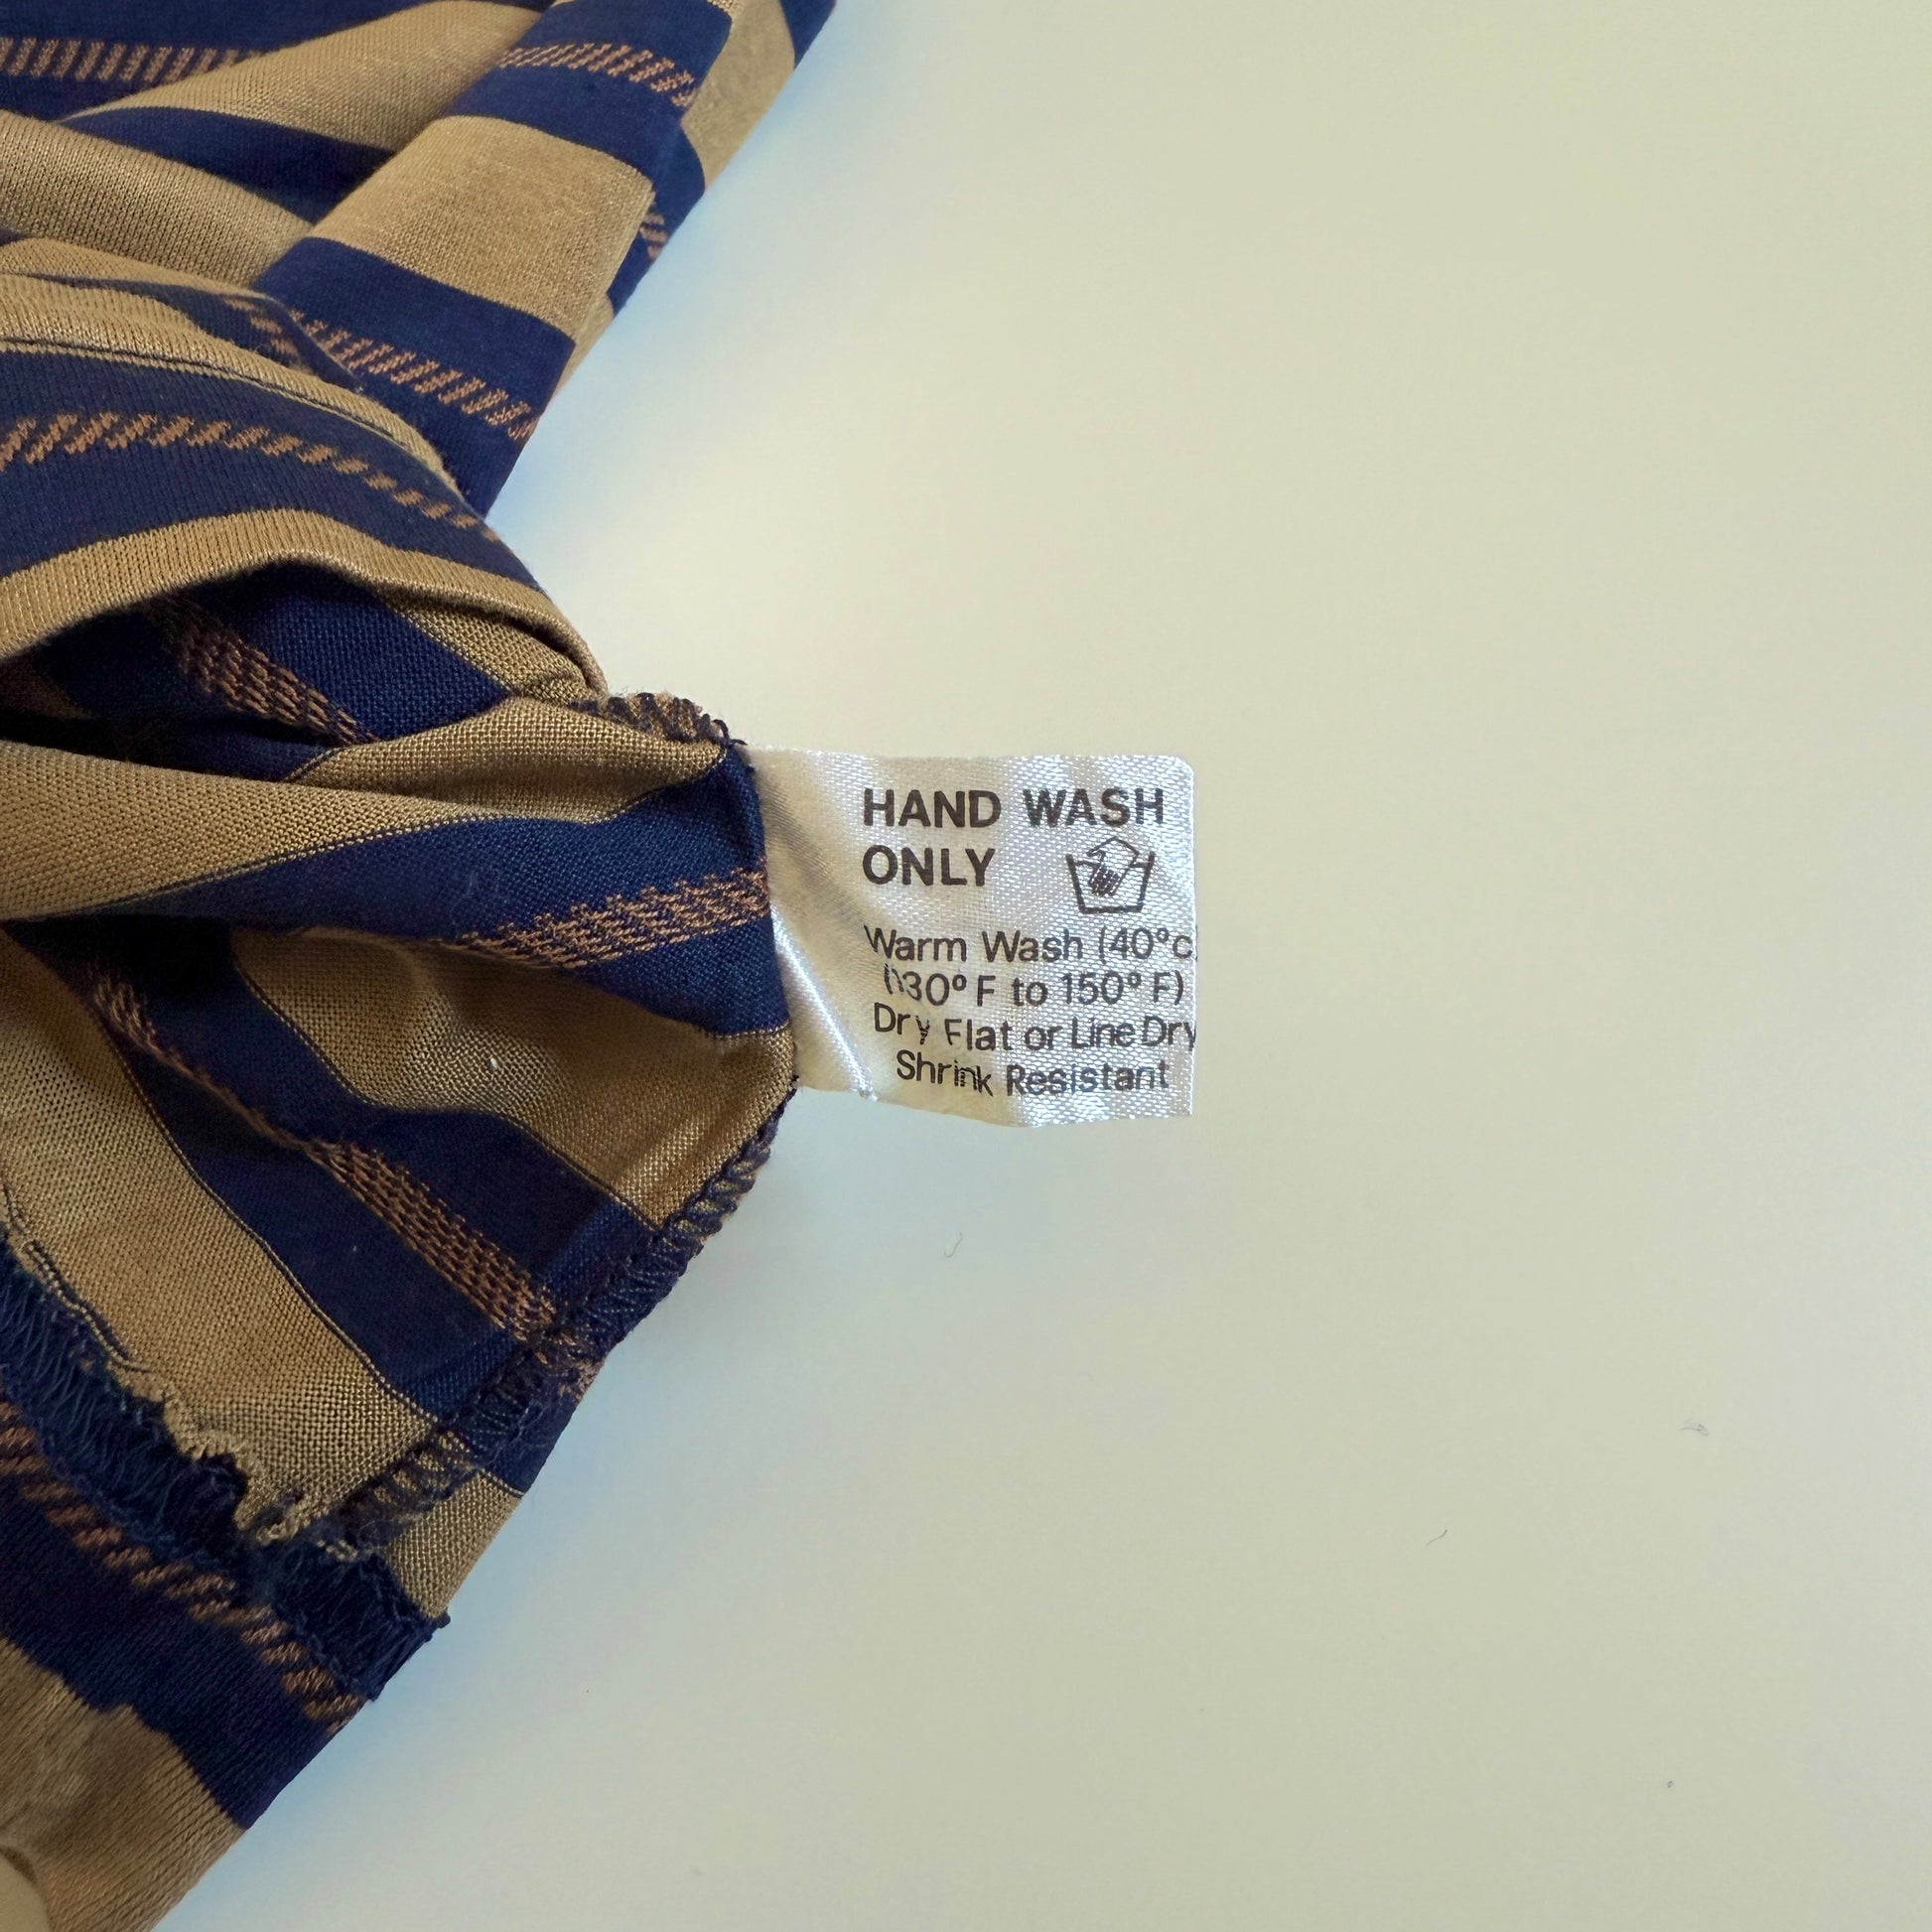 HAND WASH
ONLY
Warm Wash (40°c
(130°F to 150°F)
Dry Flat or Line Dry
Shrink Resistant